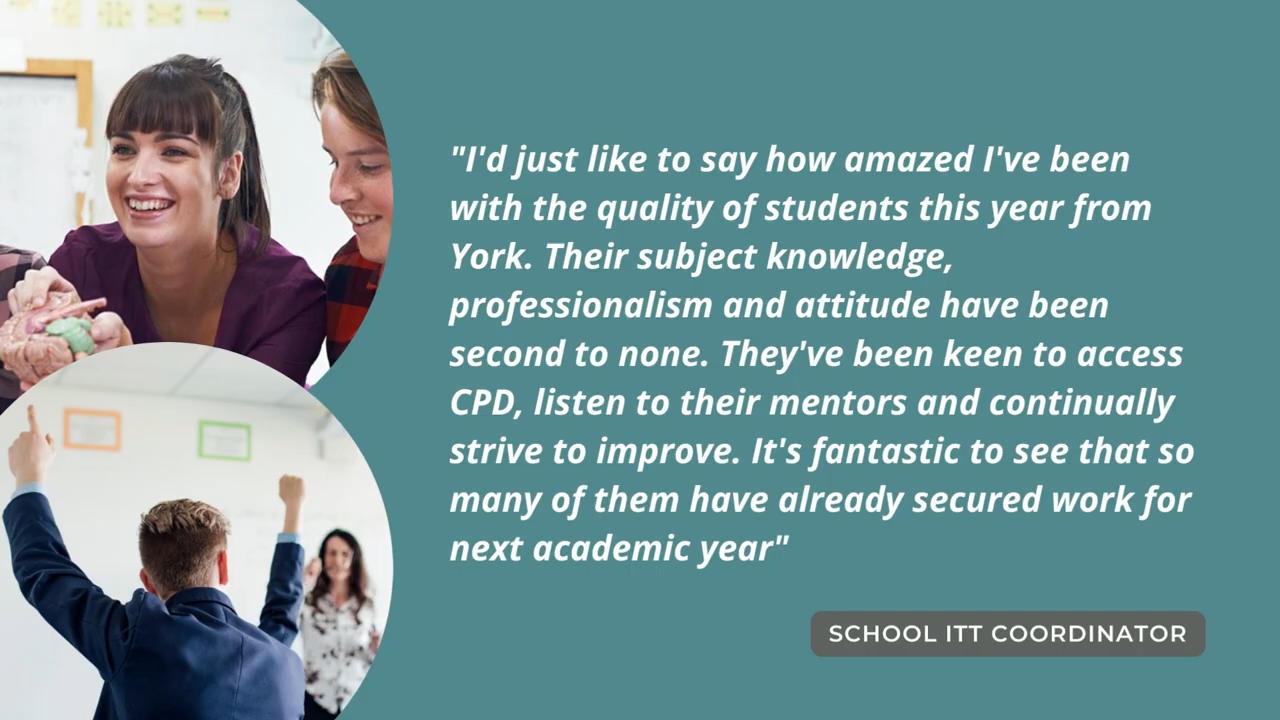 "I'd just like to say how amazed I've been
with the quality of students this year from
York. Their subject knowledge,
professionalism and attitude have been
second to none. They've been keen to access
CPD, listen to their mentors and continually
strive to improve. It's fantastic to see that so
many of them have already secured work for
next academic year"
SCHOOL ITT COORDINATOR